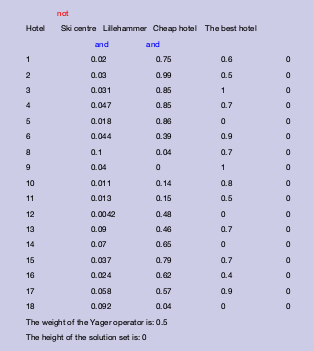 not
Hotel Ski centre Lillehammer Cheap hotel The best hotel
and and
1 0.02 0.75 0.6 0
2 0.03 0.99 0.5 0
3 0.031 0.85 1 0
4 0.047 0.85 0.7 0
5 0.018 0.86 0 0
6 0.044 0.39 0.9 0
8 0.1 0.04 0.7 0
9 0.04 0 1 0
10 0.011 0.14 0.8 0
11 0.013 0.15 0.5 0
12 0.0042 0.48 0 0
13 0.09 0.46 0.7 0
14 0.07 0.65 0 0
15 0.037 0.79 0.7 0
16 0.024 0.62 0.4 0
17 0.058 0.57 0.9 0
18 0.092 0.04 0 0
The weight of the Yager operator is: 0.5
The height of the solution set is: 0